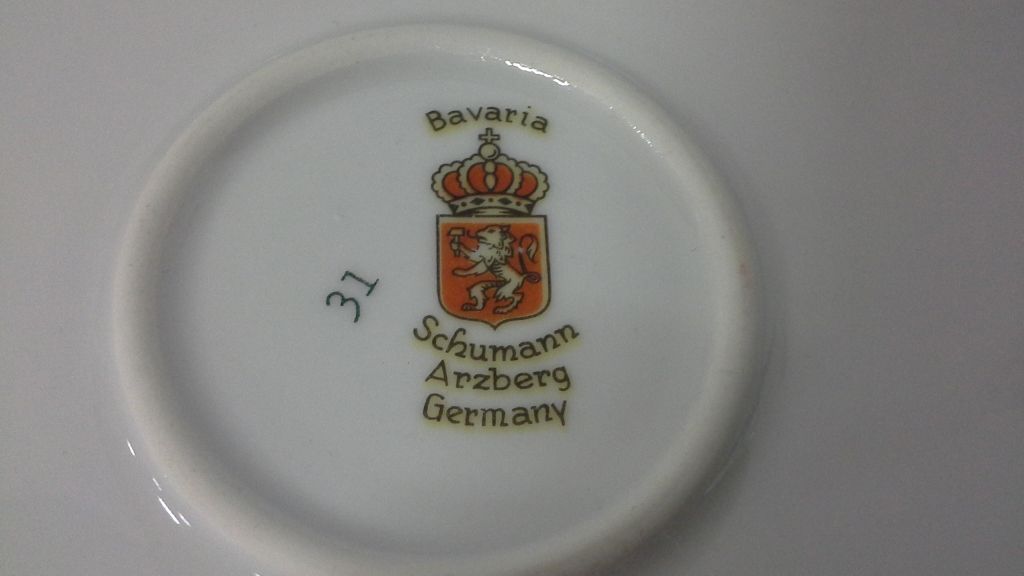 Bavaria
31
Schumann
Arzberg
Germany